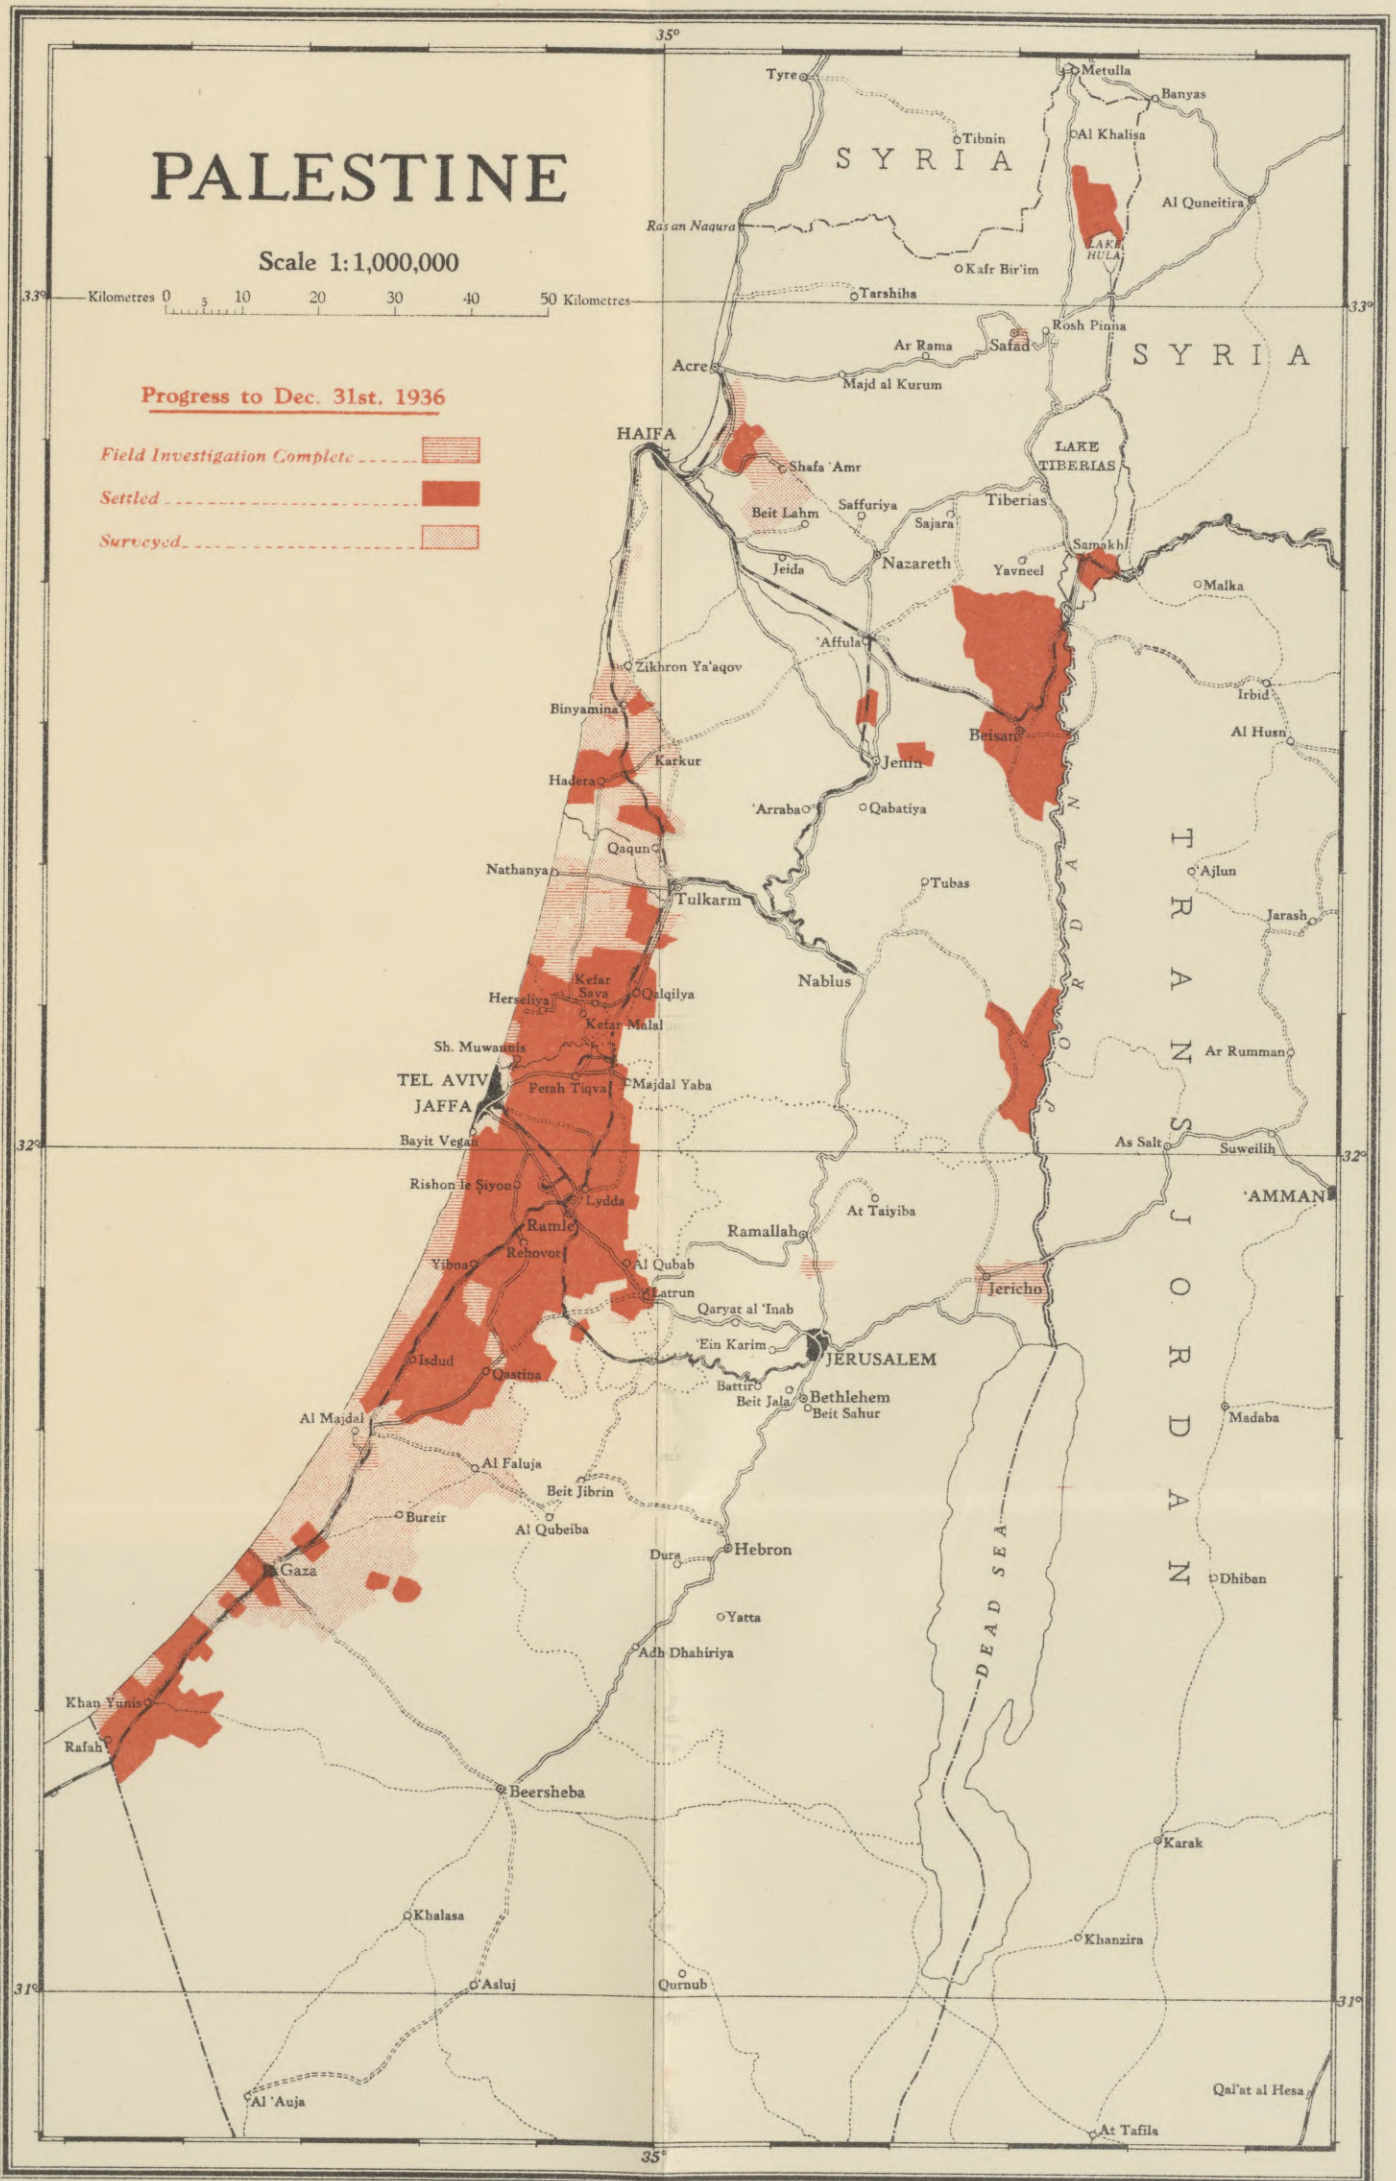 35°
PALESTINE
Scale 1:1,000,000
Kilometres 0 5 10 20 30 40 50 Kilometres
33°
33°
Progress to Dec. 31st. 1936
Field Investigation Complete
Settled
Surveyed
Tyre
Metulla
Banyas
Tibnin
Al Khalisa
SYRIA
Al Quneitira
Ras an Naqura
LAKE
HULA
Kafr Bir'im
Tarshiha
Rosh Pinna
Safad
Ar Rama
SYRIA
Acre
Majd al Kurum
HAIFA
LAKE
TIBERIAS
Shafa 'Amr
Tiberias
Saffuriya
Beit Lahm
Sajara
Samakh
Nazareth
Jeida
Yavneel
Malka
'Affula
Zikhron Ya'aqov
Irbid
Binyamina
Beisan
Al Husn
Karkur
Jenin
Hadera
'Arraba
Qabatiya
Qaqun
Nathanya
Tulkarm
Tubas
'Ajlun
Jarash
Nablus
Kefar
Sava
Herseliya
Qalqilya
Kefar Malal
Sh. Muwannis
Ar Rumman
TEL AVIV
Petah Tiqva
Majdal Yaba
JAFFA
JORDAN
TRANSJORDAN
Bayit Vegan
32°
32°
As Salt
Suweilih
Rishon le Siyon
Lydda
'AMMAN
At Taiyiba
Ramle
Ramallah
Rehovot
Yibna
Al Qubab
Latrun
Jericho
Qaryat al 'Inab
'Ein Karim
JERUSALEM
Isdud
Qastina
Battir
Beit Jala
Bethlehem
Beit Sahur
Al Majdal
Madaba
Al Faluja
Beit Jibrin
Bureir
Al Qubeiba
Dura
Hebron
Gaza
DEAD SEA
Dhiban
Yatta
Adh Dhahiriya
Khan Yunis
Rafah
Beersheba
Karak
Khalasa
Khanzira
'Asluj
Qurnub
31°
31°
Al 'Auja
Qal'at al Hesa
At Tafila
35°